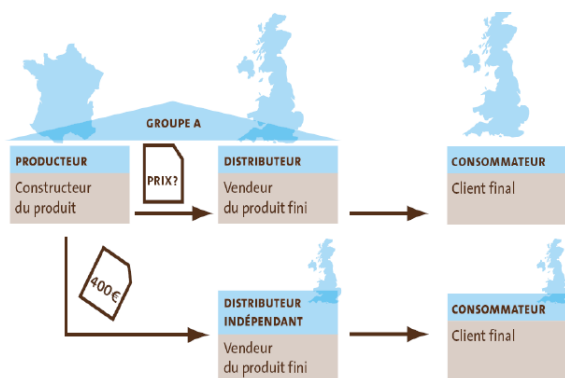 GROUPE A
PRODUCTEUR
Constructeur
du produit
PRIX?
DISTRIBUTEUR
Vendeur
du produit fini
CONSOMMATEUR
Client final
400€
DISTRIBUTEUR
INDÉPENDANT
Vendeur
du produit fini
CONSOMMATEUR
Client final